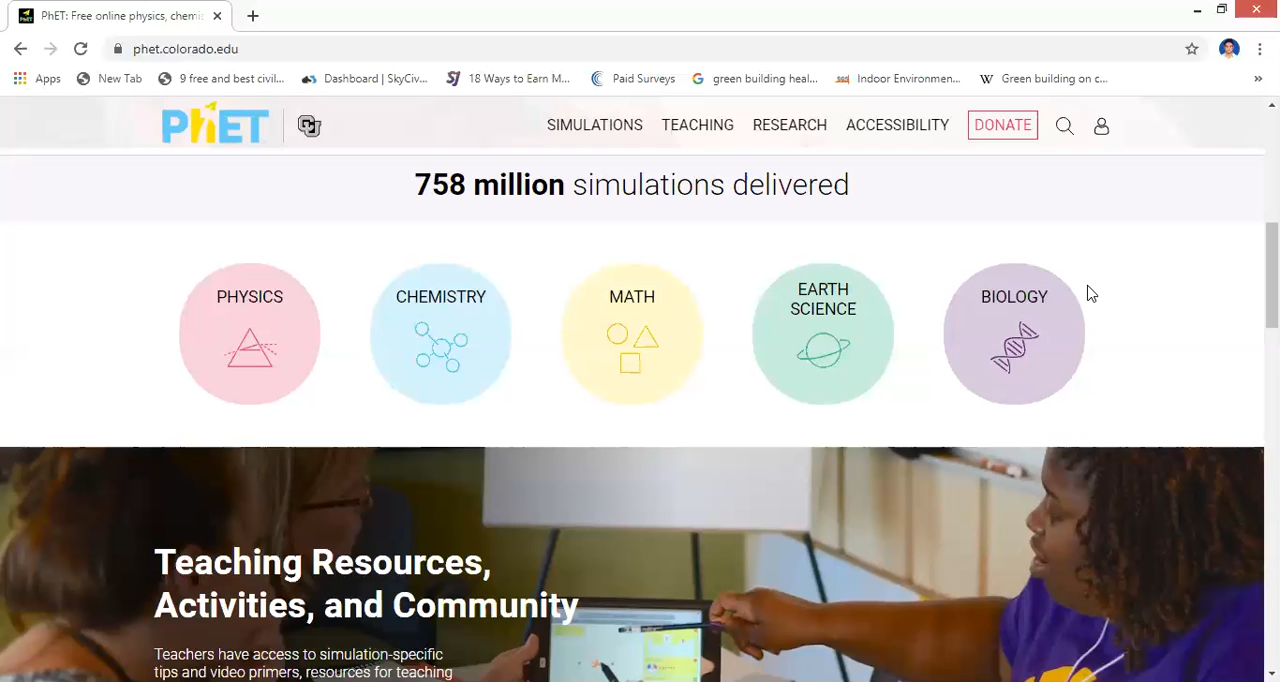 PhET: Free online physics, chemi
phet.colorado.edu
Apps New Tab 9 free and best civil... Dashboard | SkyCiv... 18 Ways to Earn M... Paid Surveys green building heal... Indoor Environmen... Green building on c...
PhET SIMULATIONS TEACHING RESEARCH ACCESSIBILITY DONATE
758 million simulations delivered
PHYSICS CHEMISTRY MATH EARTH SCIENCE BIOLOGY
Teaching Resources,
Activities, and Community
Teachers have access to simulation-specific
tips and video primers, resources for teaching